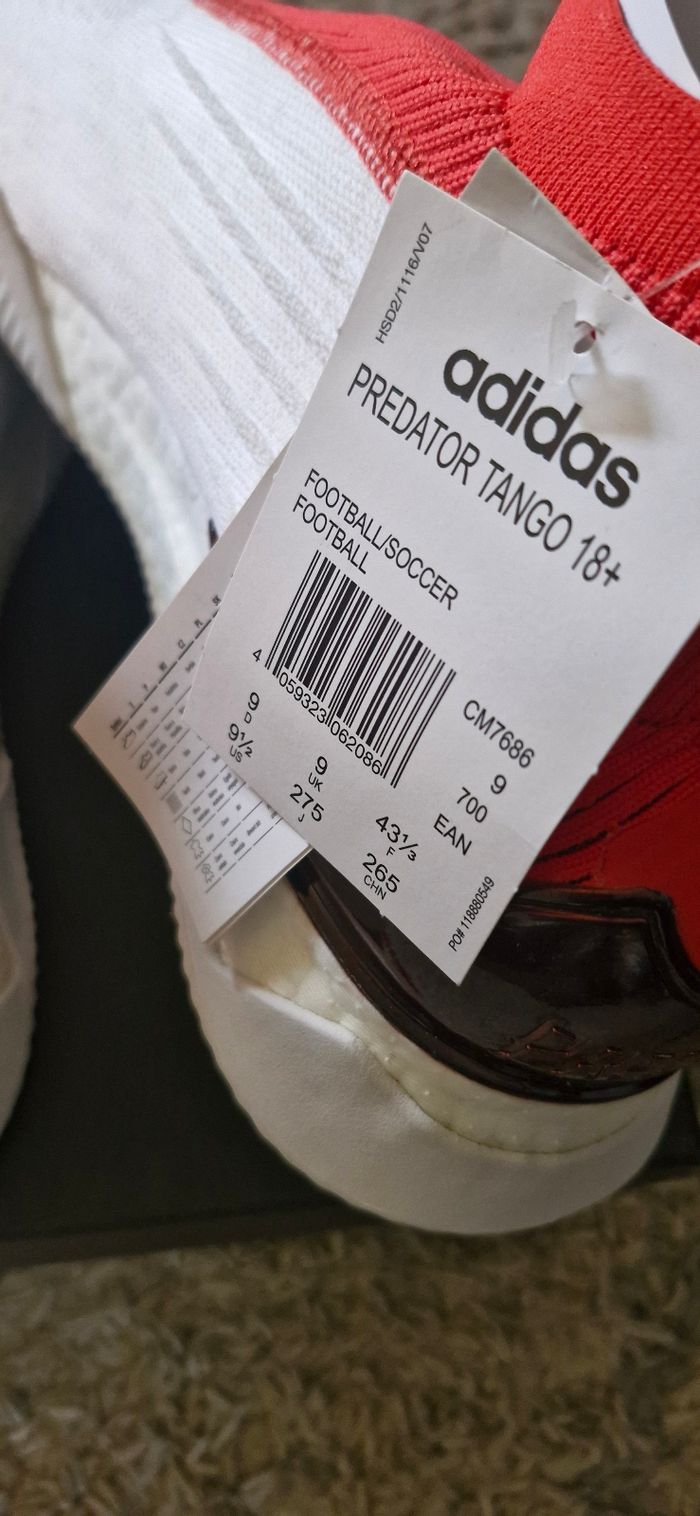 HSD2/1116/V07
adidas
PREDATOR TANGO 18+
FOOTBALL/SOCCER
FOOTBALL
4 059323 062086
CM7686
9
700
EAN
9
D
9½
US
9
UK
275
J
43⅓
F
265
CHN
PO# 118880549